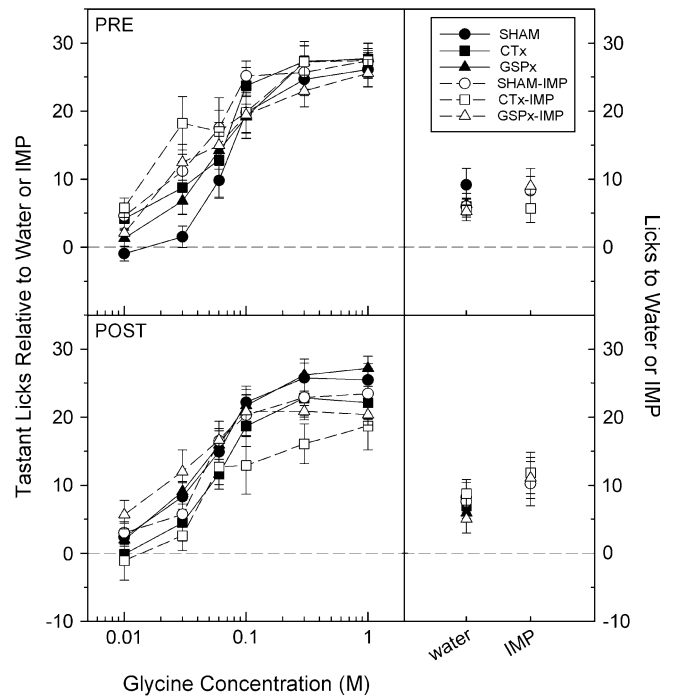 PRE
SHAM
CTx
GSPx
SHAM-IMP
CTx-IMP
GSPx-IMP
30
20
10
0
30
20
10
0
POST
30
20
10
0
-10
30
20
10
0
-10
0.01
0.1
1
water
IMP
Glycine Concentration (M)
Tastant Licks Relative to Water or IMP
Licks to Water or IMP